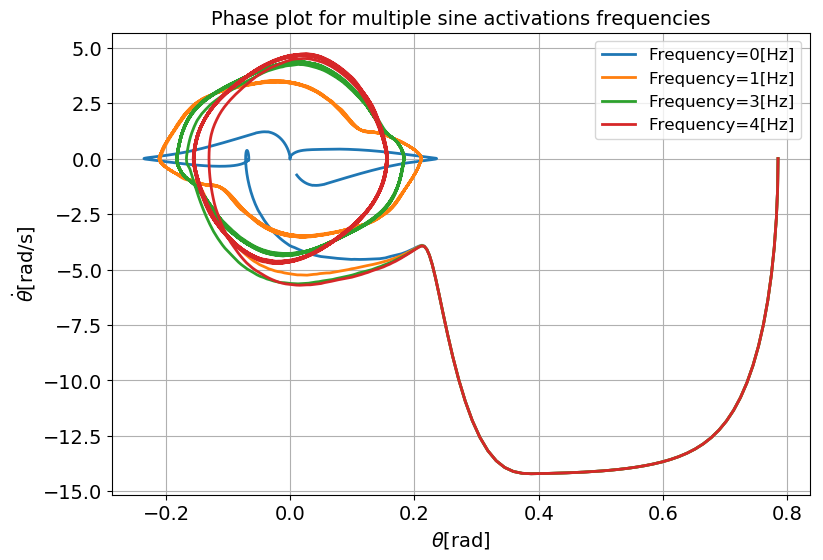 Phase plot for multiple sine activations frequencies
5.0
2.5
0.0
−2.5
−5.0
−7.5
−10.0
−12.5
−15.0
θ̇[rad/s]
Frequency=0[Hz]
Frequency=1[Hz]
Frequency=3[Hz]
Frequency=4[Hz]
−0.2 0.0 0.2 0.4 0.6 0.8
θ[rad]